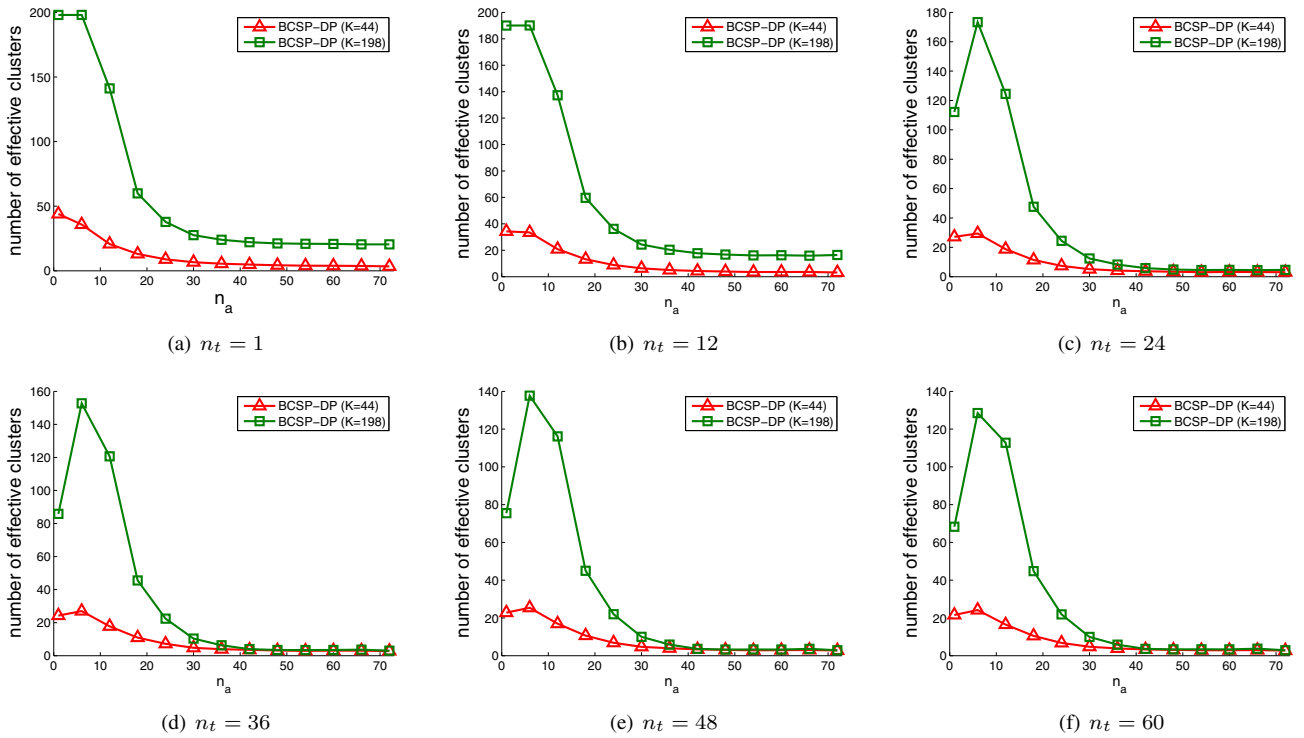 number of effective clusters
200
150
100
50
0
0 10 20 30 40 50 60 70
n_a
BCSP−DP (K=44)
BCSP−DP (K=198)
(a) n_t = 1
number of effective clusters
200
180
160
140
120
100
80
60
40
20
0
0 10 20 30 40 50 60 70
n_a
BCSP−DP (K=44)
BCSP−DP (K=198)
(b) n_t = 12
number of effective clusters
180
160
140
120
100
80
60
40
20
0
0 10 20 30 40 50 60 70
n_a
BCSP−DP (K=44)
BCSP−DP (K=198)
(c) n_t = 24
number of effective clusters
160
140
120
100
80
60
40
20
0
0 10 20 30 40 50 60 70
n_a
BCSP−DP (K=44)
BCSP−DP (K=198)
(d) n_t = 36
number of effective clusters
140
120
100
80
60
40
20
0
0 10 20 30 40 50 60 70
n_a
BCSP−DP (K=44)
BCSP−DP (K=198)
(e) n_t = 48
number of effective clusters
140
120
100
80
60
40
20
0
0 10 20 30 40 50 60 70
n_a
BCSP−DP (K=44)
BCSP−DP (K=198)
(f) n_t = 60